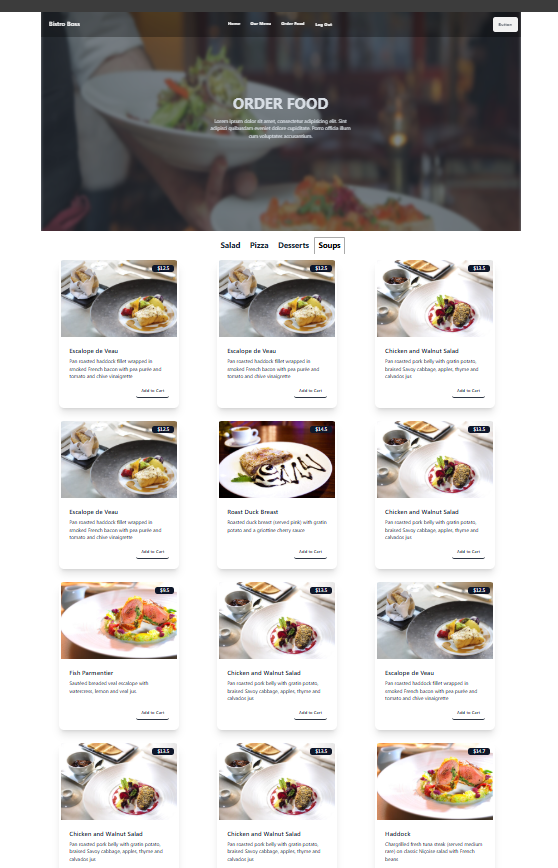 Bistro Boss
Home Our Menu Order Food Log Out
Button
ORDER FOOD
Lorem ipsum dolor sit amet, consectetur adipisicing elit. Sint
adipisci quibusdam eveniet dolore cupiditate. Porro officia illum
cum voluptates accusantium.
Salad Pizza Desserts Soups
$12.5
Escalope de Veau
Pan roasted haddock fillet wrapped in
smoked French bacon with pea purée and
tomato and chive vinaigrette
Add to Cart
$12.5
Escalope de Veau
Pan roasted haddock fillet wrapped in
smoked French bacon with pea purée and
tomato and chive vinaigrette
Add to Cart
$13.5
Chicken and Walnut Salad
Pan roasted pork belly with gratin potato,
braised Savoy cabbage, apples, thyme and
calvados jus
Add to Cart
$12.5
Escalope de Veau
Pan roasted haddock fillet wrapped in
smoked French bacon with pea purée and
tomato and chive vinaigrette
Add to Cart
$14.5
Roast Duck Breast
Roasted duck breast (served pink) with gratin
potato and a griottine cherry sauce
Add to Cart
$13.5
Chicken and Walnut Salad
Pan roasted pork belly with gratin potato,
braised Savoy cabbage, apples, thyme and
calvados jus
Add to Cart
$9.5
Fish Parmentier
Sautéed breaded veal escalope with
watercress, lemon and veal jus
Add to Cart
$13.5
Chicken and Walnut Salad
Pan roasted pork belly with gratin potato,
braised Savoy cabbage, apples, thyme and
calvados jus
Add to Cart
$12.5
Escalope de Veau
Pan roasted haddock fillet wrapped in
smoked French bacon with pea purée and
tomato and chive vinaigrette
Add to Cart
$13.5
Chicken and Walnut Salad
Pan roasted pork belly with gratin potato,
braised Savoy cabbage, apples, thyme and
calvados jus
$13.5
Chicken and Walnut Salad
Pan roasted pork belly with gratin potato,
braised Savoy cabbage, apples, thyme and
calvados jus
$14.7
Haddock
Chargrilled fresh tuna steak (served medium
rare) on classic Niçoise salad with French
beans